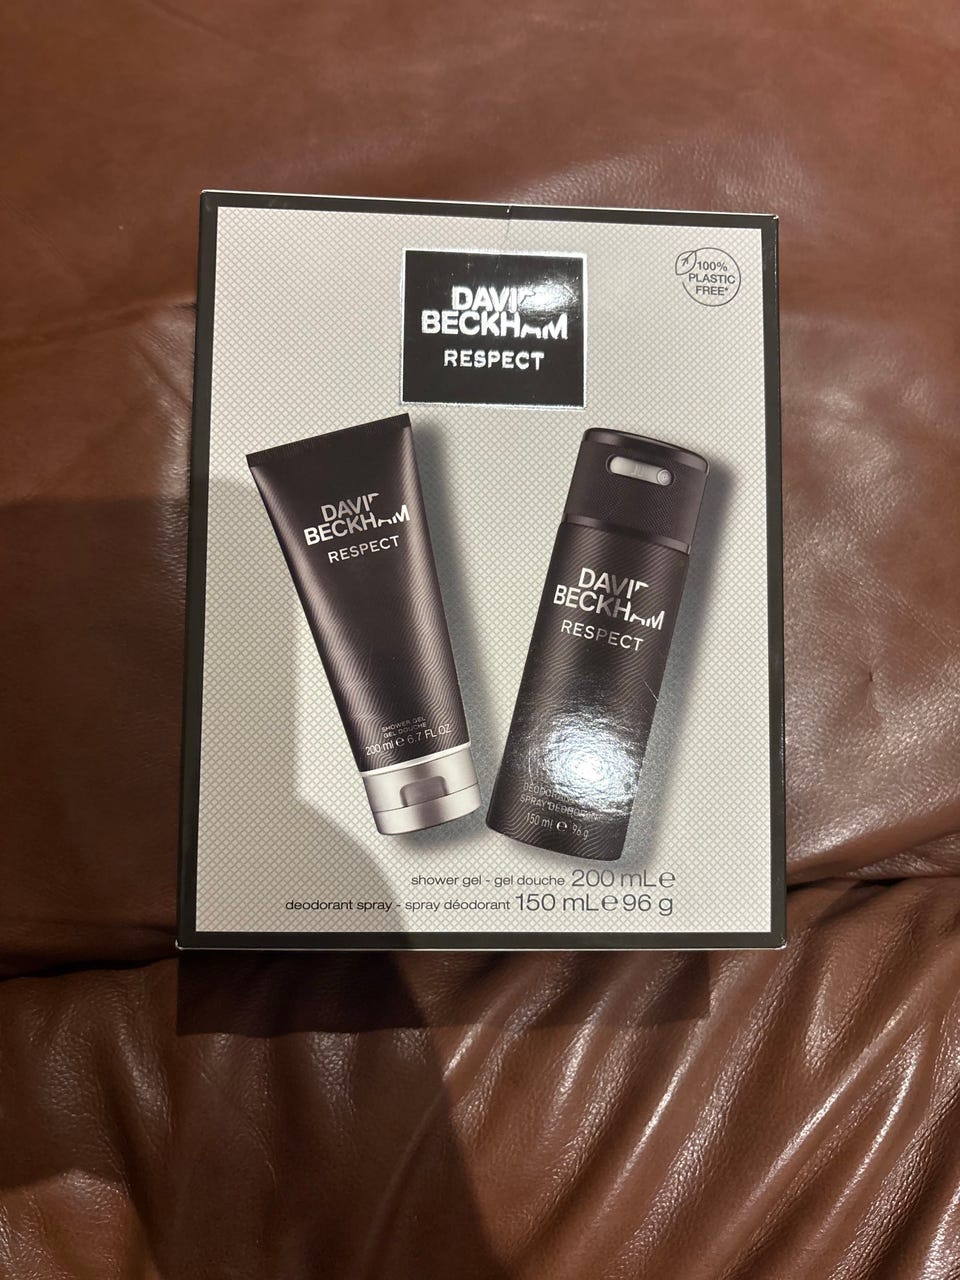 100%
PLASTIC
FREE*
DAVID
BECKHAM
RESPECT
DAVID
BECKHAM
RESPECT
SHOWER GEL
GEL DOUCHE
200 ml e 6.7 FL OZ
DAVID
BECKHAM
RESPECT
SPRAY DÉODORANT
150 ml e 96 g
shower gel - gel douche 200 mL e
deodorant spray - spray déodorant 150 mL e 96 g